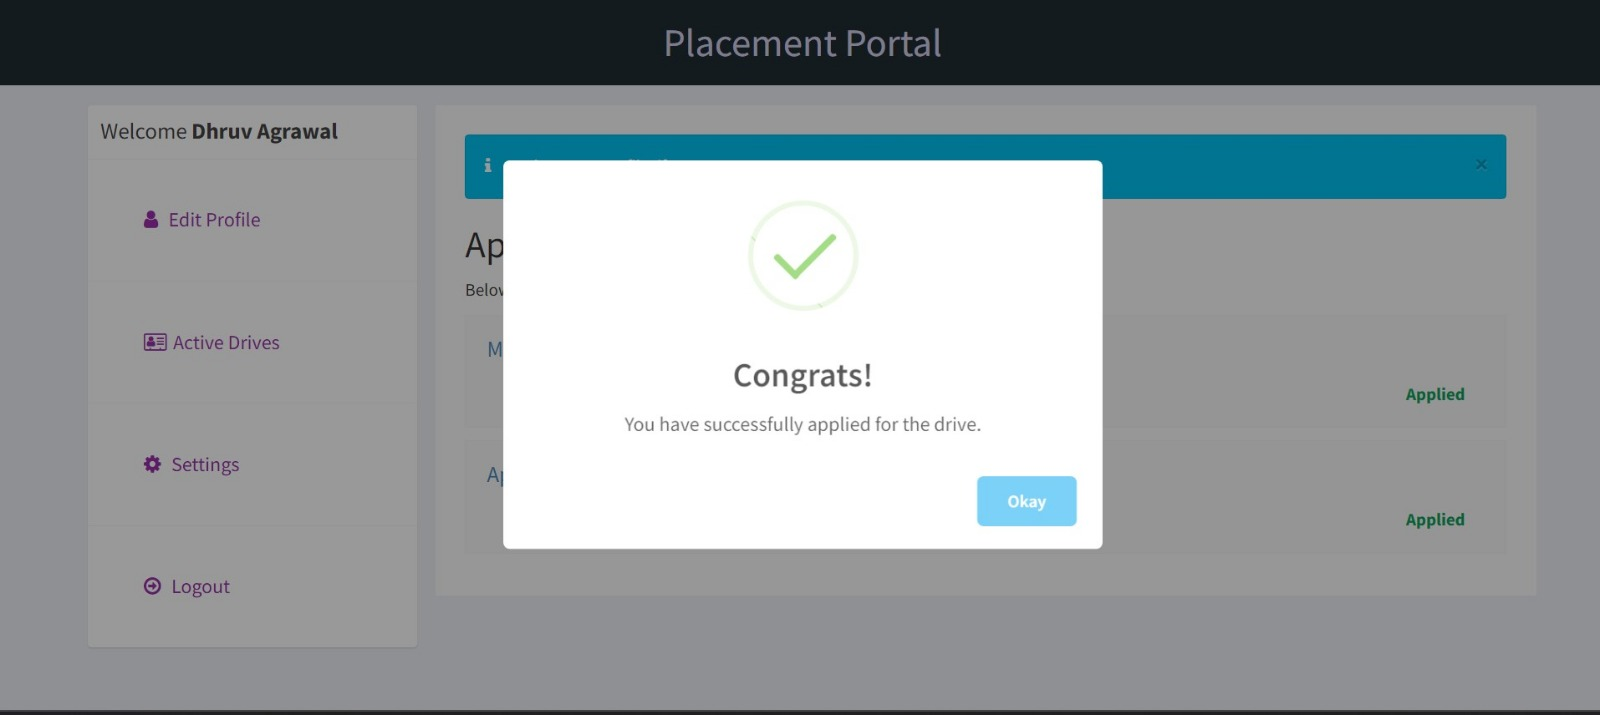 Placement Portal
Welcome Dhruv Agrawal
Edit Profile
Active Drives
Settings
Logout
Congrats!
You have successfully applied for the drive.
Okay
Applied
Applied